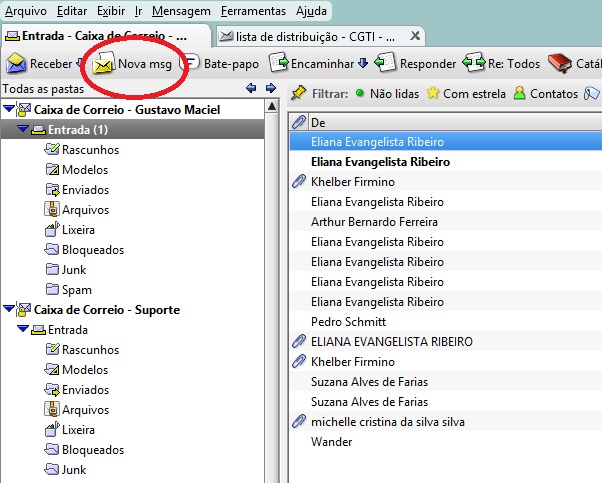 Arquivo Editar Exibir Ir Mensagem Ferramentas Ajuda
Entrada - Caixa de Correio - ... lista de distribuição - CGTI - ...
Receber Nova msg Bate-papo Encaminhar Responder Re: Todos Catál
Todas as pastas Filtrar: Não lidas Com estrela Contatos
Caixa de Correio - Gustavo Maciel
Entrada (1)
Rascunhos
Modelos
Enviados
Arquivos
Lixeira
Bloqueados
Junk
Spam
Caixa de Correio - Suporte
Entrada
Rascunhos
Modelos
Enviados
Arquivos
Lixeira
Bloqueados
Junk
De
Eliana Evangelista Ribeiro
Eliana Evangelista Ribeiro
Khelber Firmino
Eliana Evangelista Ribeiro
Arthur Bernardo Ferreira
Eliana Evangelista Ribeiro
Eliana Evangelista Ribeiro
Eliana Evangelista Ribeiro
Eliana Evangelista Ribeiro
Pedro Schmitt
ELIANA EVANGELISTA RIBEIRO
Khelber Firmino
Suzana Alves de Farias
Suzana Alves de Farias
michelle cristina da silva silva
Wander